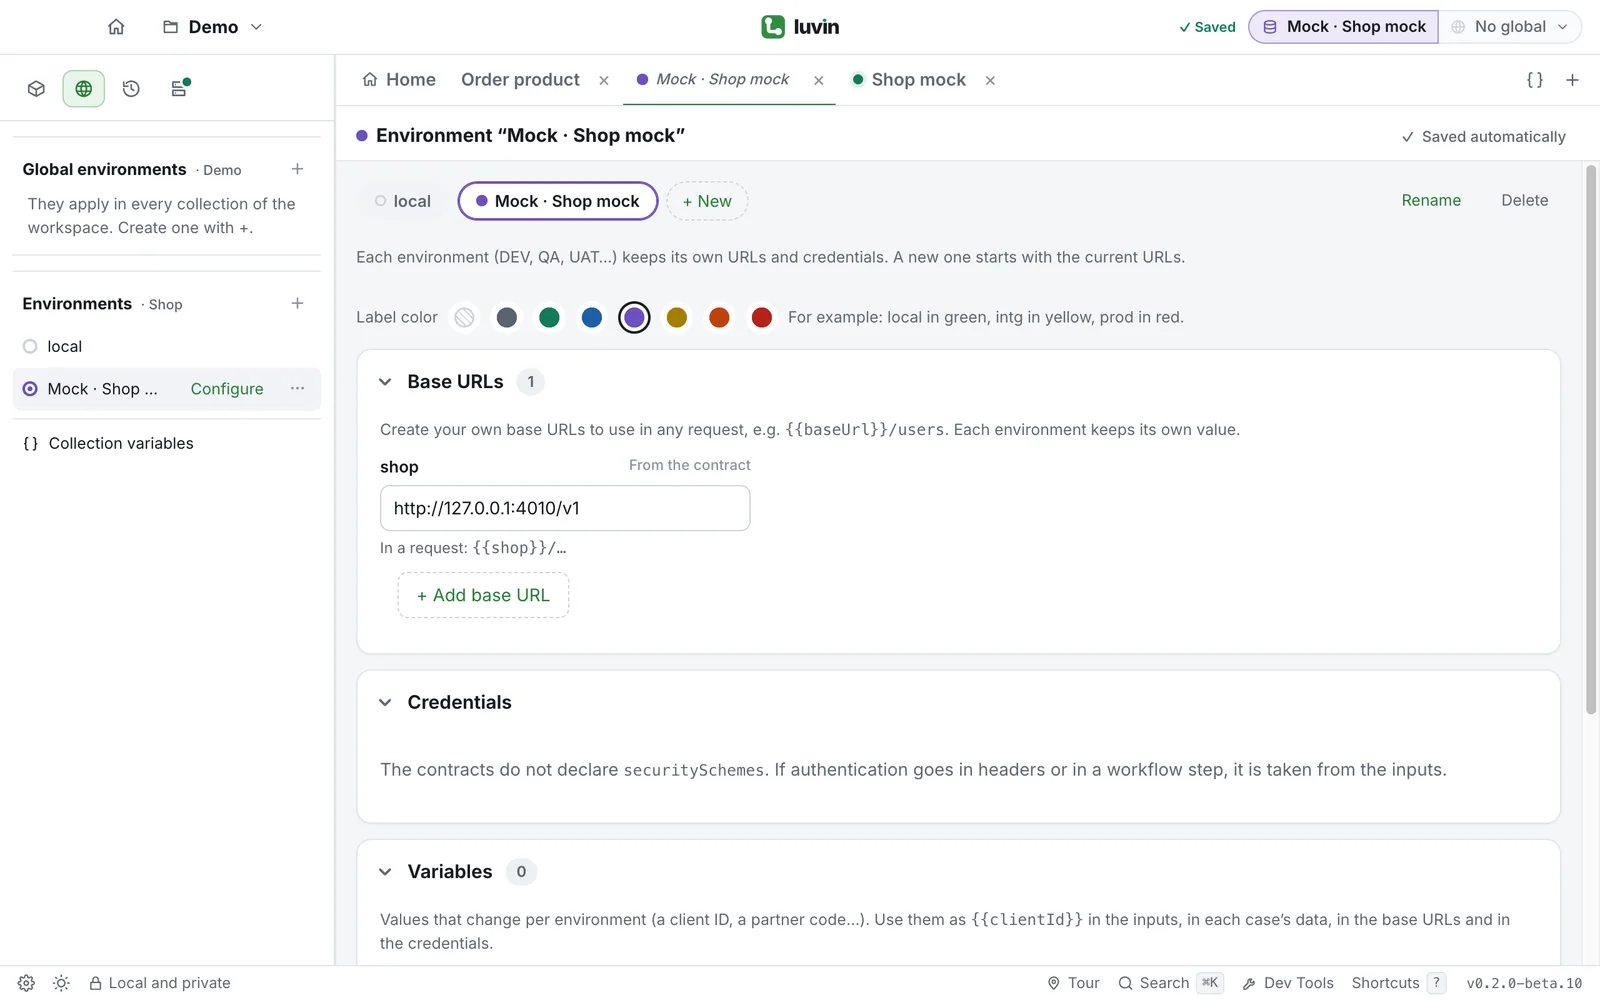 Demo
luvin
✓ Saved
Mock · Shop mock
No global
Home
Order product
Mock · Shop mock
Shop mock
{ }
Global environments · Demo
They apply in every collection of the
workspace. Create one with +.
Environments · Shop
local
Mock · Shop ...
Configure
{ } Collection variables
Environment “Mock · Shop mock”
✓ Saved automatically
local
Mock · Shop mock
+ New
Rename
Delete
Each environment (DEV, QA, UAT...) keeps its own URLs and credentials. A new one starts with the current URLs.
Label color
For example: local in green, intg in yellow, prod in red.
Base URLs 1
Create your own base URLs to use in any request, e.g. {{baseUrl}}/users. Each environment keeps its own value.
shop
From the contract
http://127.0.0.1:4010/v1
In a request: {{shop}}/…
+ Add base URL
Credentials
The contracts do not declare securitySchemes. If authentication goes in headers or in a workflow step, it is taken from the inputs.
Variables 0
Values that change per environment (a client ID, a partner code...). Use them as {{clientId}} in the inputs, in each case’s data, in the base URLs and in
the credentials.
Local and private
Tour
Search ⌘K
Dev Tools
Shortcuts ?
v0.2.0-beta.10